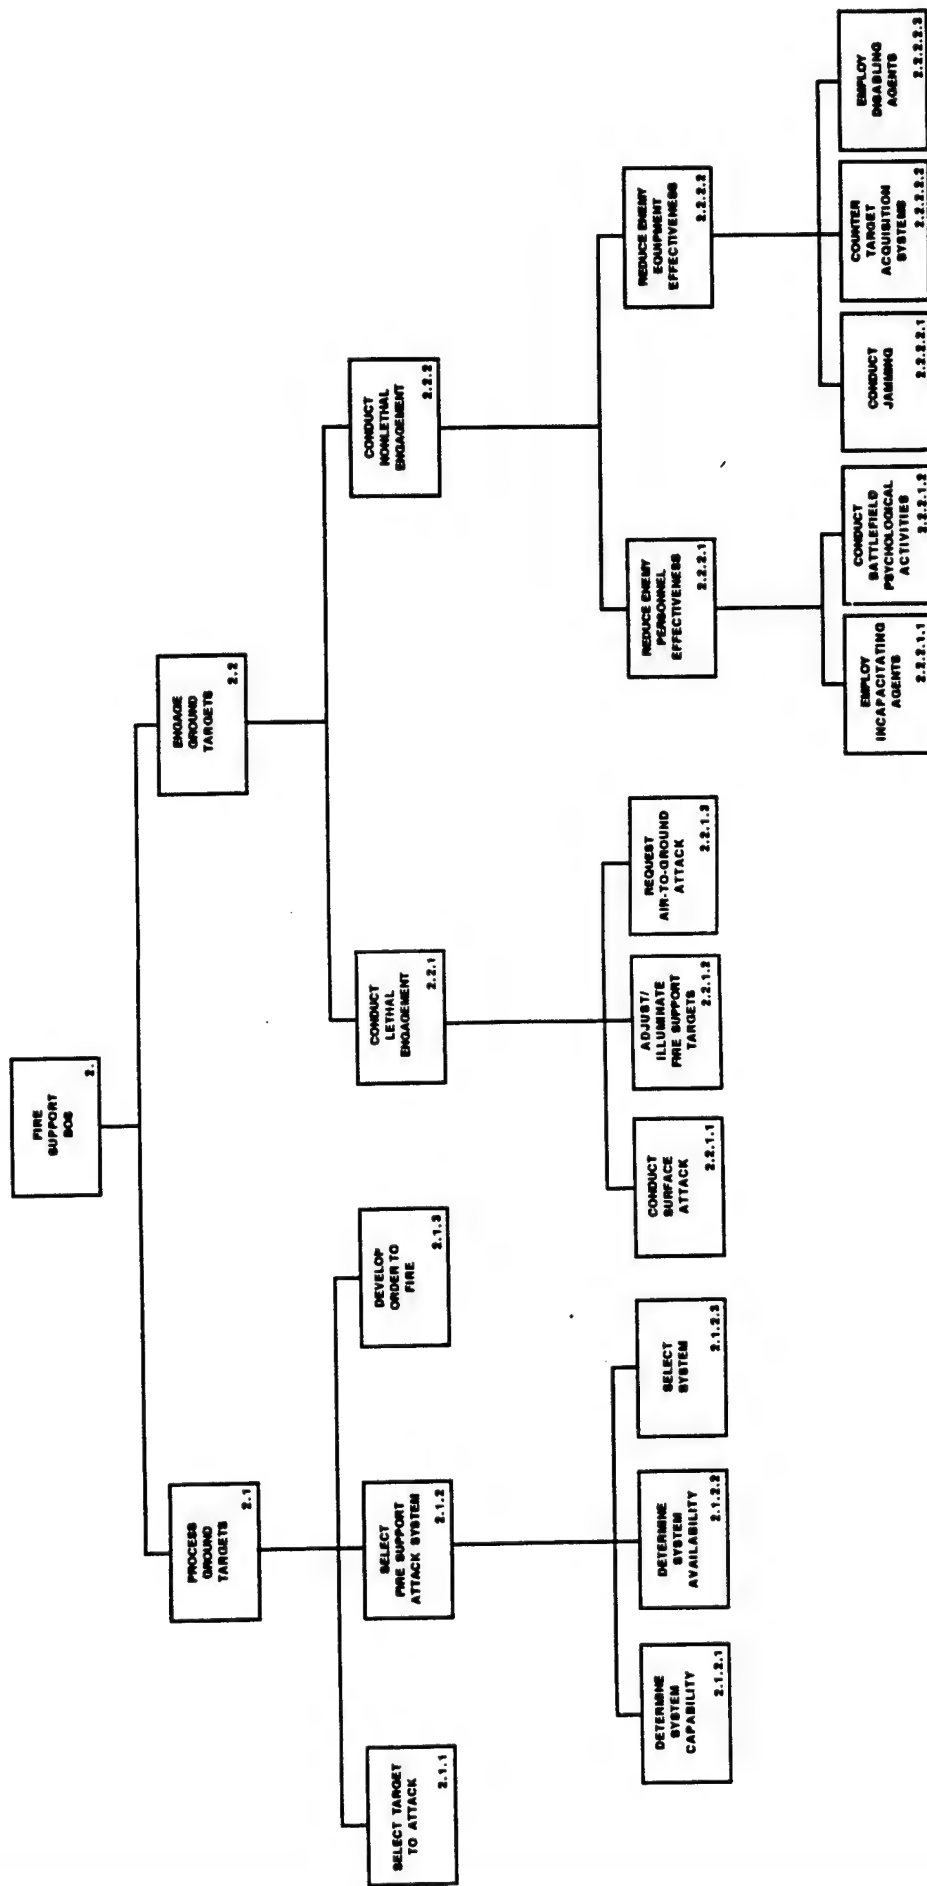 FIRE
SUPPORT
BOS
2.
PROCESS
GROUND
TARGETS
2.1
ENGAGE
GROUND
TARGETS
2.2
SELECT TARGET
TO ATTACK
2.1.1
SELECT
FIRE SUPPORT
ATTACK SYSTEM
2.1.2
DEVELOP
ORDER TO
FIRE
2.1.3
CONDUCT
LETHAL
ENGAGEMENT
2.2.1
CONDUCT
NONLETHAL
ENGAGEMENT
2.2.2
DETERMINE
SYSTEM
CAPABILITY
2.1.2.1
DETERMINE
SYSTEM
AVAILABILITY
2.1.2.2
SELECT
SYSTEM
2.1.2.3
CONDUCT
SURFACE
ATTACK
2.2.1.1
ADJUST/
ILLUMINATE
FIRE SUPPORT
TARGETS
2.2.1.2
REQUEST
AIR-TO-GROUND
ATTACK
2.2.1.3
REDUCE ENEMY
PERSONNEL
EFFECTIVENESS
2.2.2.1
REDUCE ENEMY
EQUIPMENT
EFFECTIVENESS
2.2.2.2
EMPLOY
INCAPACITATING
AGENTS
2.2.2.1.1
CONDUCT
BATTLEFIELD
PSYCHOLOGICAL
ACTIVITIES
2.2.2.1.2
CONDUCT
JAMMING
2.2.2.2.1
COUNTER
TARGET
ACQUISITION
SYSTEMS
2.2.2.2.2
EMPLOY
DISABLING
AGENTS
2.2.2.2.3